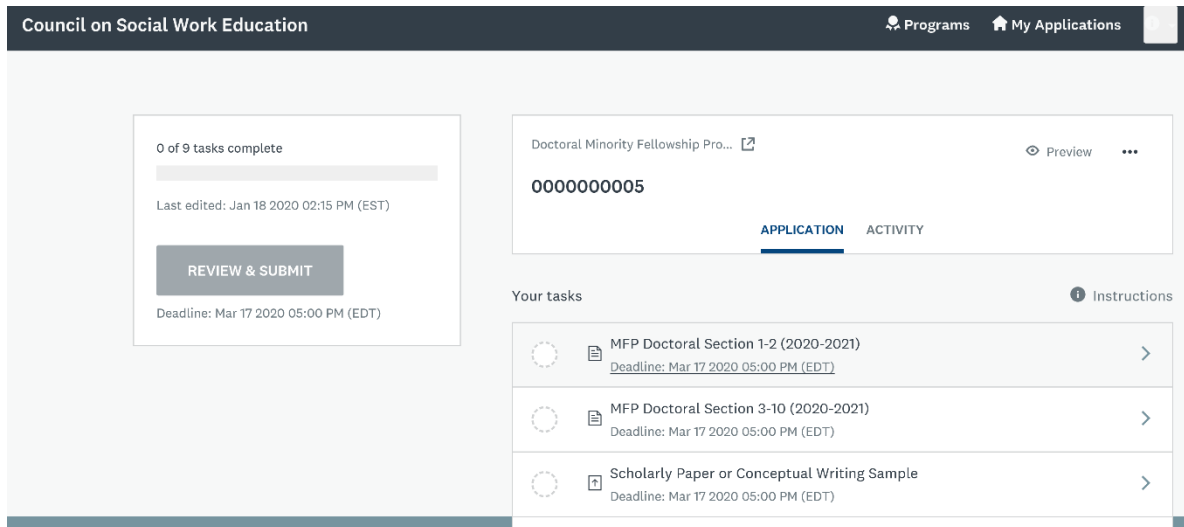 Council on Social Work Education
Programs
My Applications
0 of 9 tasks complete
Last edited: Jan 18 2020 02:15 PM (EST)
REVIEW & SUBMIT
Deadline: Mar 17 2020 05:00 PM (EDT)
Doctoral Minority Fellowship Pro...
Preview
0000000005
APPLICATION
ACTIVITY
Your tasks
Instructions
MFP Doctoral Section 1-2 (2020-2021)
Deadline: Mar 17 2020 05:00 PM (EDT)
MFP Doctoral Section 3-10 (2020-2021)
Deadline: Mar 17 2020 05:00 PM (EDT)
Scholarly Paper or Conceptual Writing Sample
Deadline: Mar 17 2020 05:00 PM (EDT)